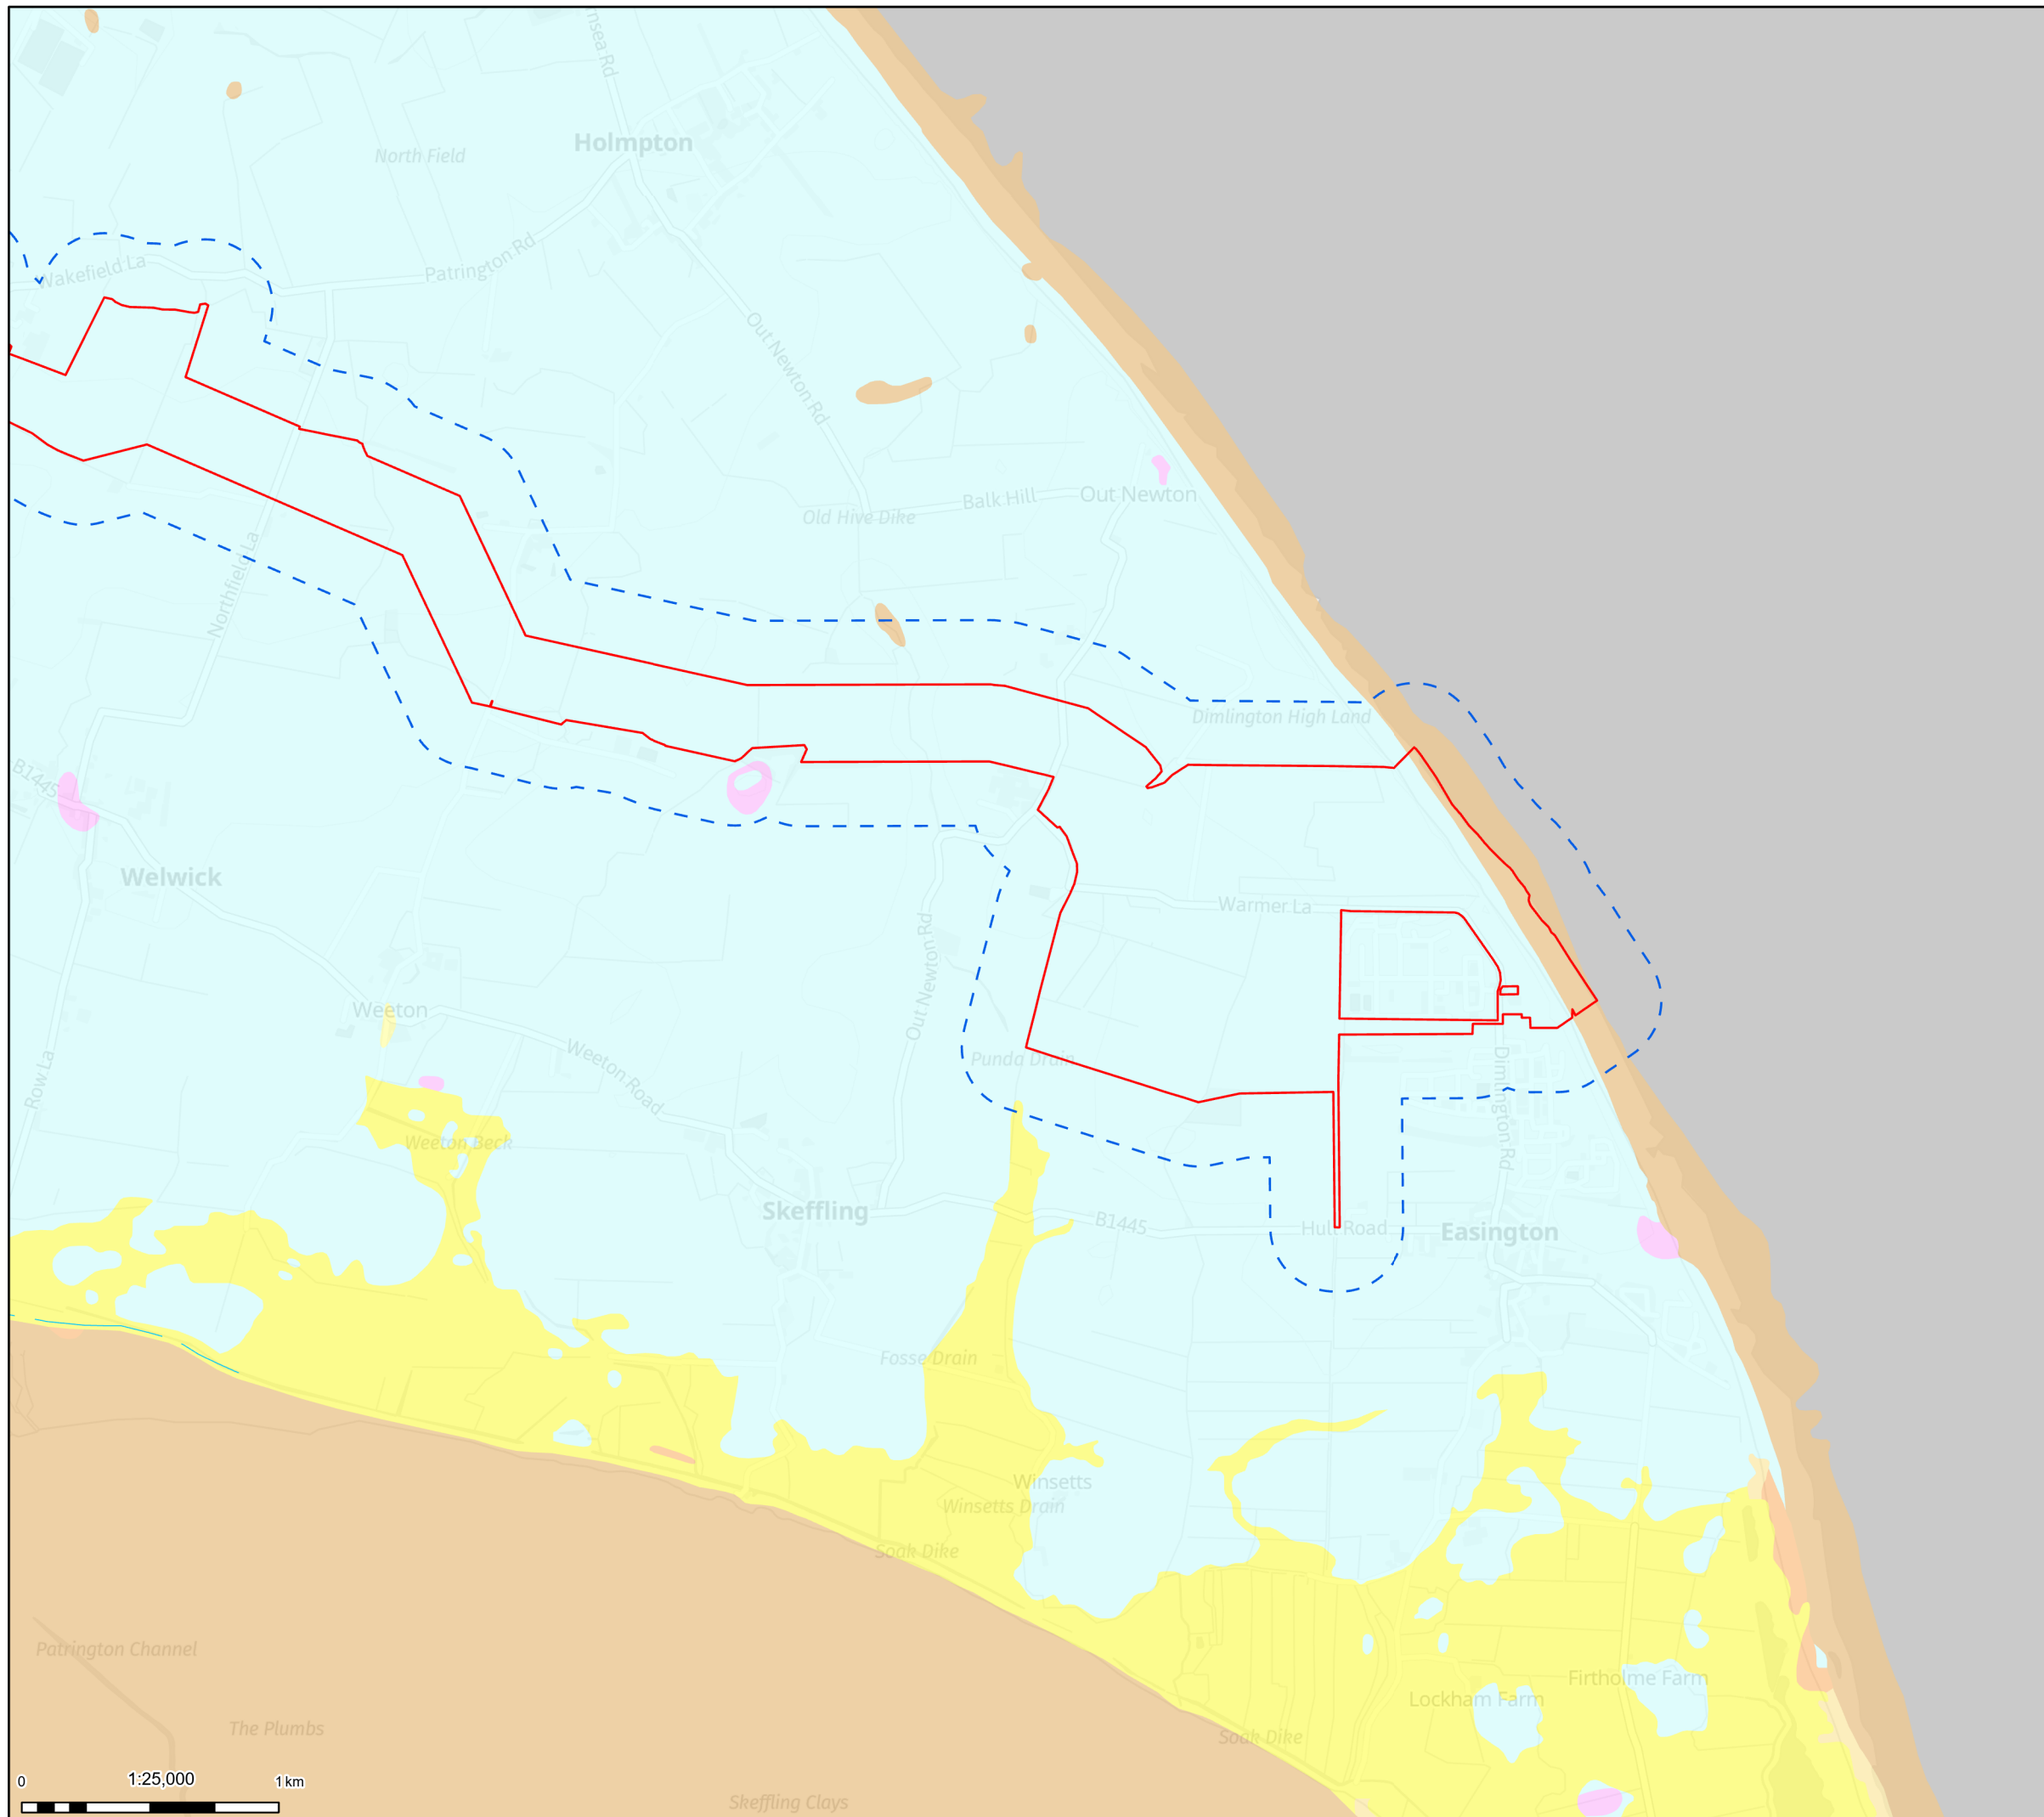 rnsea Rd
Holmpton
North Field
Wakefield La
Patrington Rd
Out Newton Rd
Balk Hill
Out Newton
Old Hive Dike
Northfield La
Dimlington High Land
B1445
Welwick
Warmer La
Out Newton Rd
Weeton
Punda Drain
Row La
Weeton Road
Dimlington Rd
Weeton Beck
Skeffling
B1445
Hull Road
Easington
Fosse Drain
Winsetts
Winsetts Drain
Soak Dike
Patrington Channel
Firtholme Farm
Lockham Farm
The Plumbs
Soak Dike
0
1:25,000
1 km
Skeffling Clays